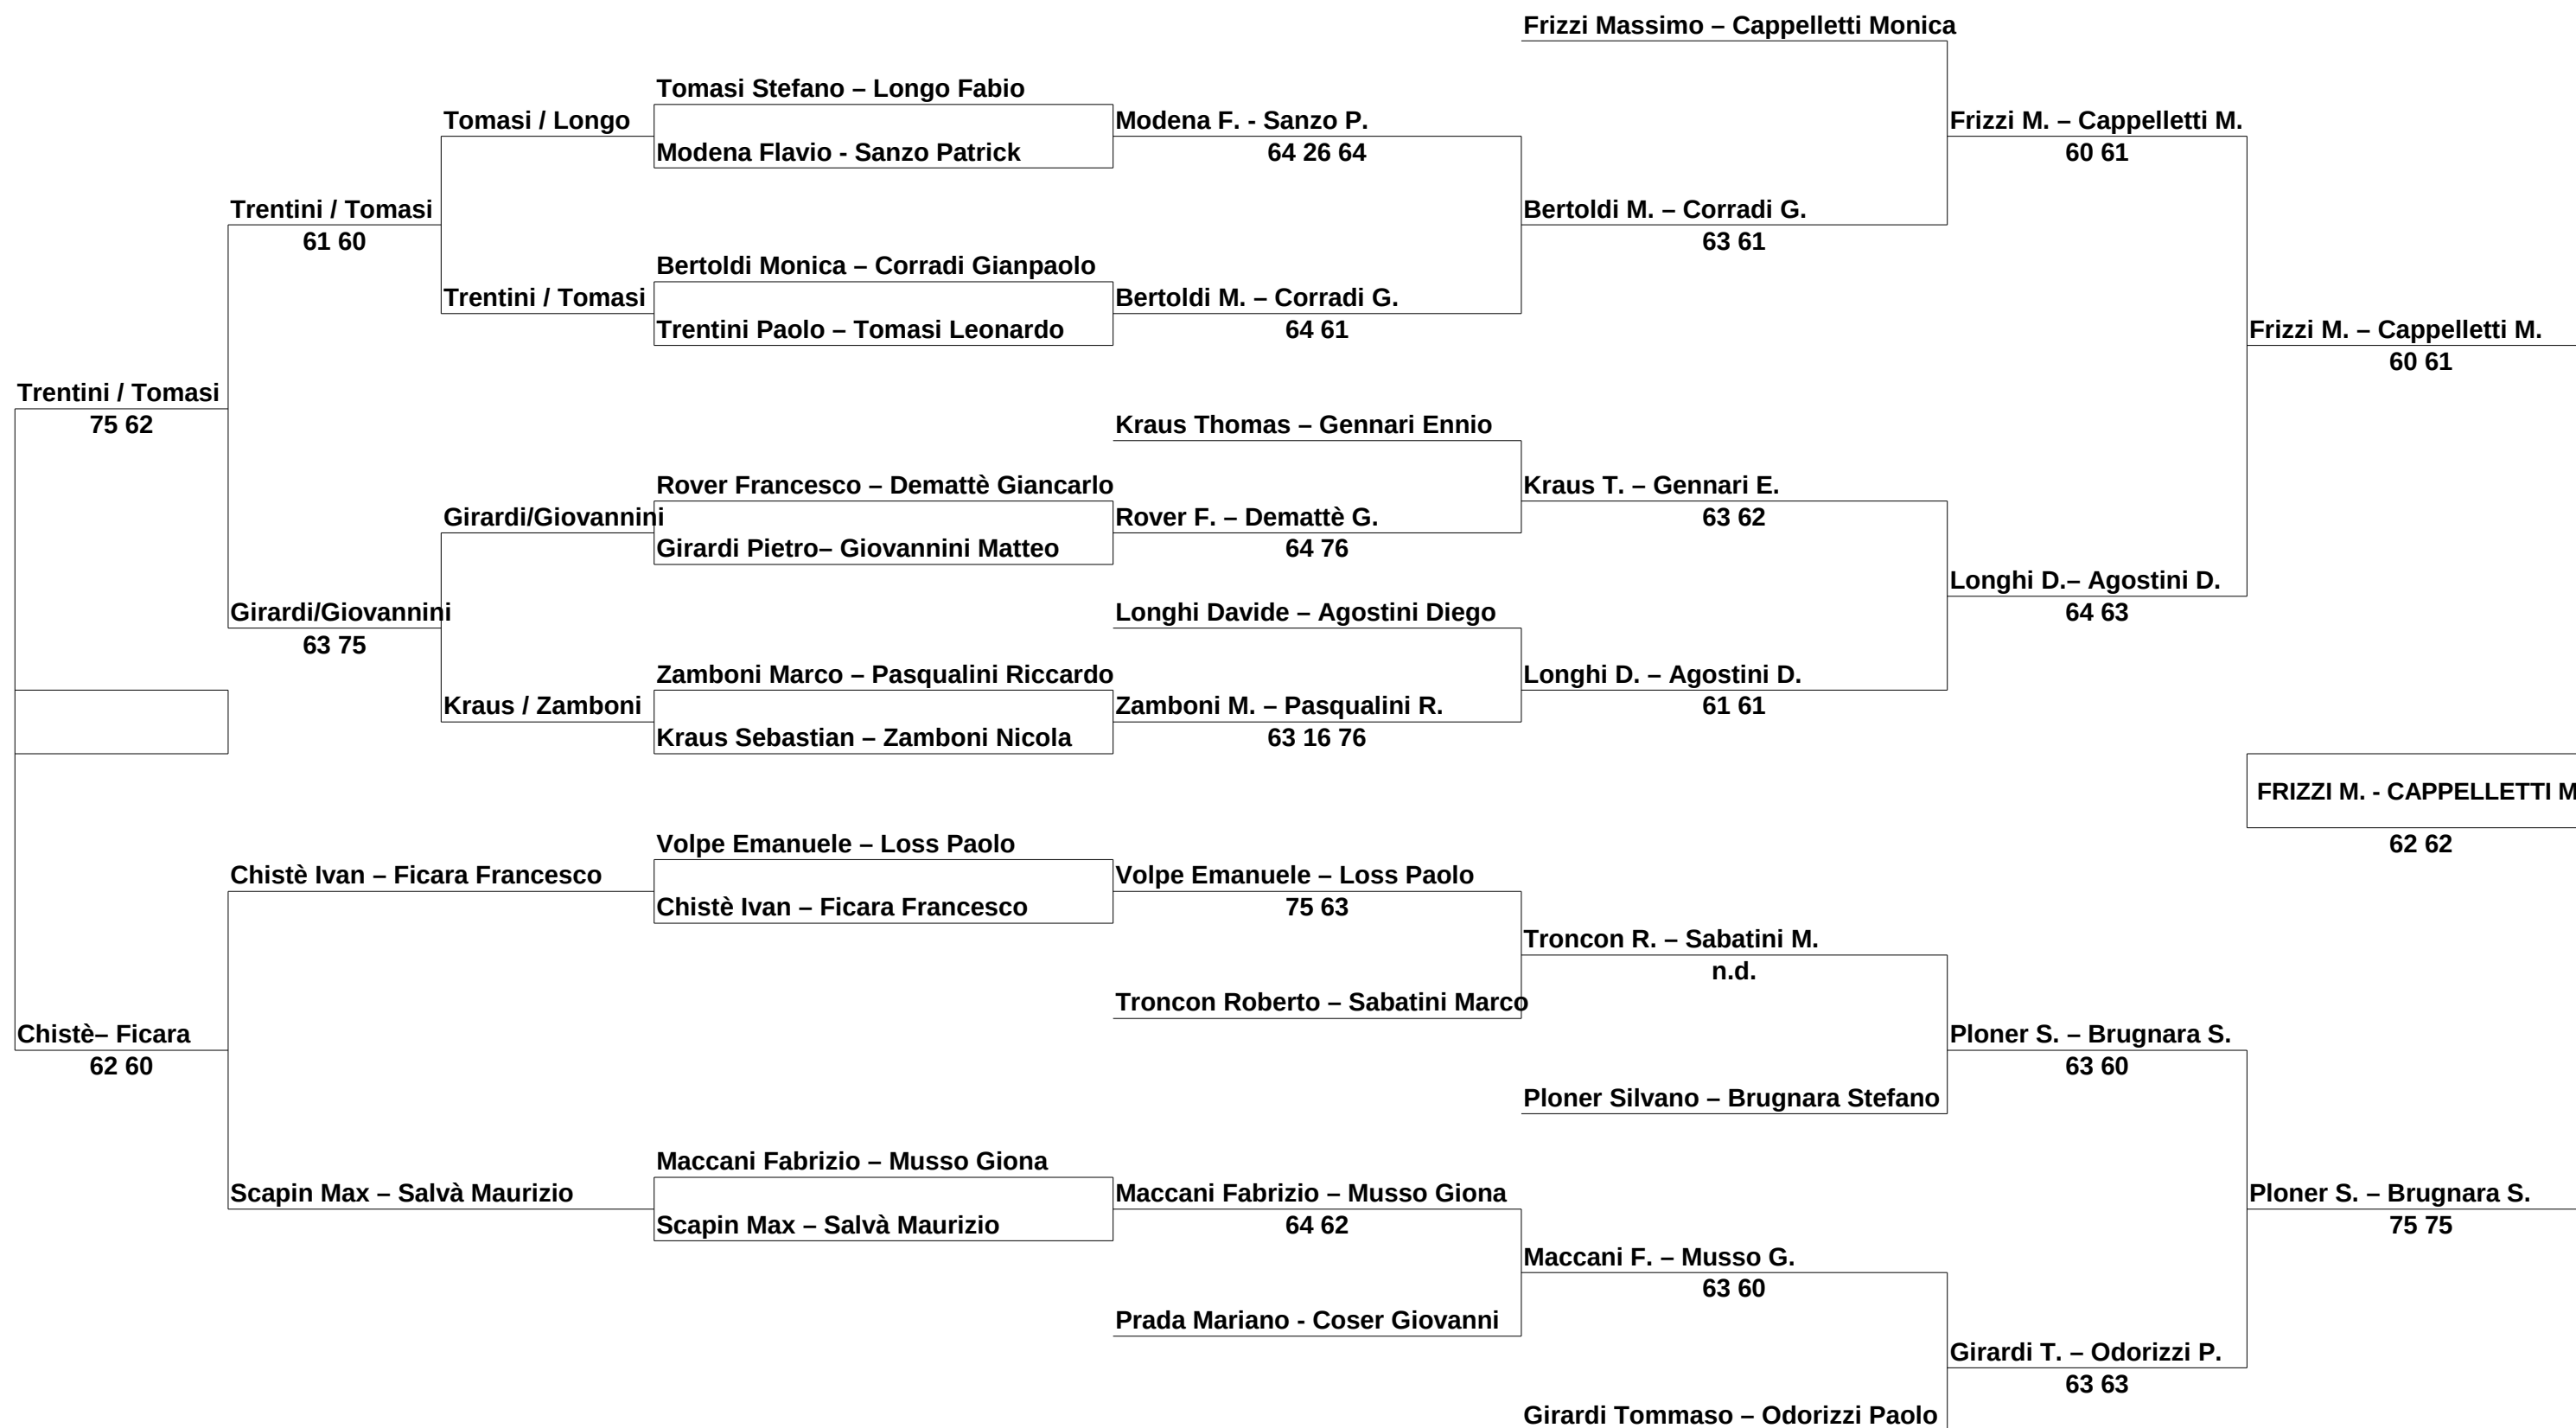 Frizzi Massimo – Cappelletti Monica
Tomasi Stefano – Longo Fabio
Tomasi / Longo
Modena F. - Sanzo P.
Frizzi M. – Cappelletti M.
Modena Flavio - Sanzo Patrick
64 26 64
60 61
Trentini / Tomasi
Bertoldi M. – Corradi G.
61 60
63 61
Bertoldi Monica – Corradi Gianpaolo
Trentini / Tomasi
Bertoldi M. – Corradi G.
Trentini Paolo – Tomasi Leonardo
64 61
Frizzi M. – Cappelletti M.
60 61
Trentini / Tomasi
75 62
Kraus Thomas – Gennari Ennio
Rover Francesco – Demattè Giancarlo
Kraus T. – Gennari E.
Girardi/Giovannini
Rover F. – Demattè G.
63 62
Girardi Pietro– Giovannini Matteo
64 76
Longhi D.– Agostini D.
Girardi/Giovannini
Longhi Davide – Agostini Diego
64 63
63 75
Zamboni Marco – Pasqualini Riccardo
Longhi D. – Agostini D.
Kraus / Zamboni
Zamboni M. – Pasqualini R.
61 61
Kraus Sebastian – Zamboni Nicola
63 16 76
FRIZZI M. - CAPPELLETTI M
62 62
Volpe Emanuele – Loss Paolo
Chistè Ivan – Ficara Francesco
Volpe Emanuele – Loss Paolo
Chistè Ivan – Ficara Francesco
75 63
Troncon R. – Sabatini M.
n.d.
Troncon Roberto – Sabatini Marco
Chistè– Ficara
Ploner S. – Brugnara S.
62 60
63 60
Ploner Silvano – Brugnara Stefano
Maccani Fabrizio – Musso Giona
Scapin Max – Salvà Maurizio
Maccani Fabrizio – Musso Giona
Ploner S. – Brugnara S.
Scapin Max – Salvà Maurizio
64 62
75 75
Maccani F. – Musso G.
63 60
Prada Mariano - Coser Giovanni
Girardi T. – Odorizzi P.
63 63
Girardi Tommaso – Odorizzi Paolo